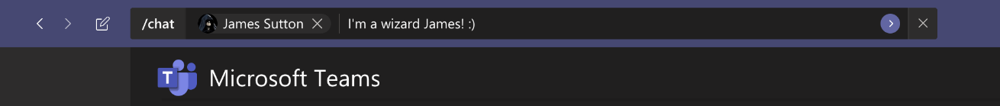 /chat James Sutton I'm a wizard James! :)
T Microsoft Teams